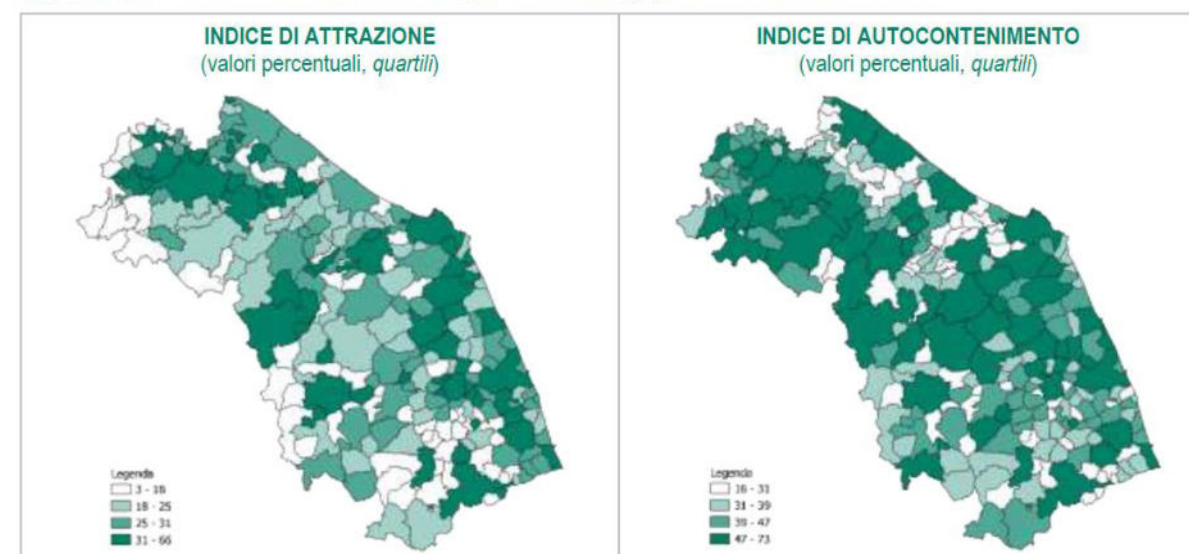 INDICE DI ATTRAZIONE
(valori percentuali, quartili)
Legenda
3 - 18
18 - 25
25 - 31
31 - 66
INDICE DI AUTOCONTENIMENTO
(valori percentuali, quartili)
Legenda
16 - 31
31 - 39
39 - 47
47 - 73